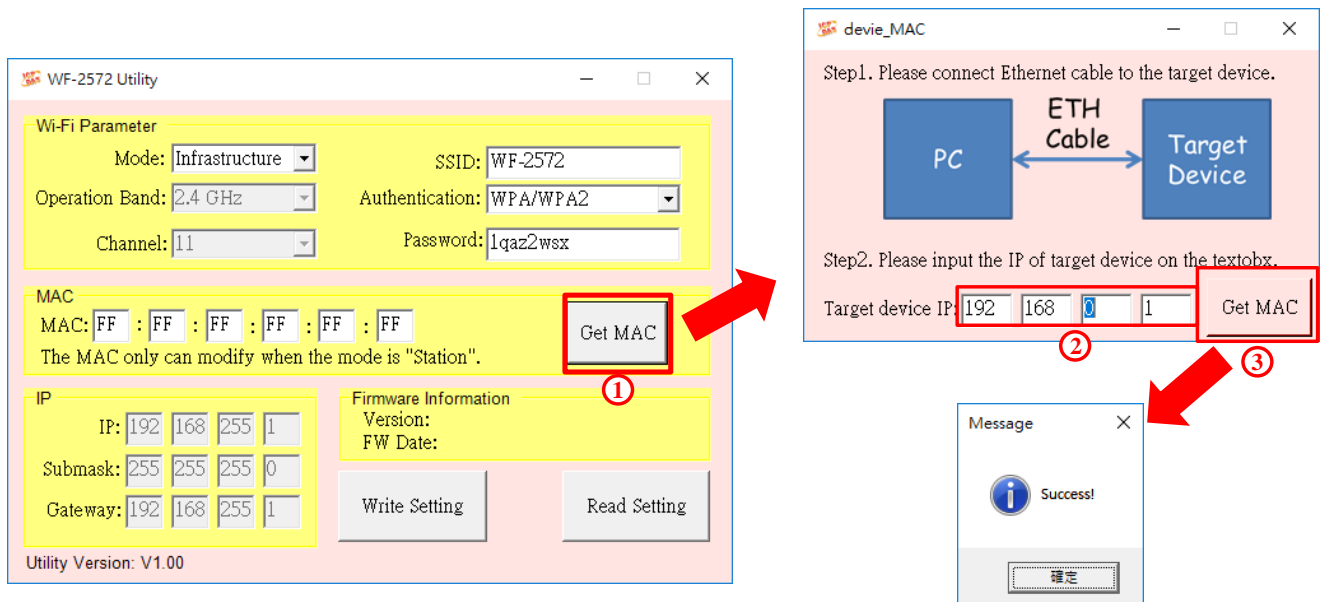 WF-2572 Utility
Wi-Fi Parameter
Mode: Infrastructure
SSID: WF-2572
Operation Band: 2.4 GHz
Authentication: WPA/WPA2
Channel: 11
Password: 1qaz2wsx
MAC
MAC: FF : FF : FF : FF : FF : FF
Get MAC
The MAC only can modify when the mode is "Station".
1
IP
IP: 192 168 255 1
Submask: 255 255 255 0
Gateway: 192 168 255 1
Firmware Information
Version:
FW Date:
Write Setting
Read Setting
Utility Version: V1.00
devie_MAC
Step1. Please connect Ethernet cable to the target device.
PC
ETH
Cable
Target
Device
Step2. Please input the IP of target device on the textobx.
Target device IP: 192 168 0 1
Get MAC
2
3
Message
Success!
確定